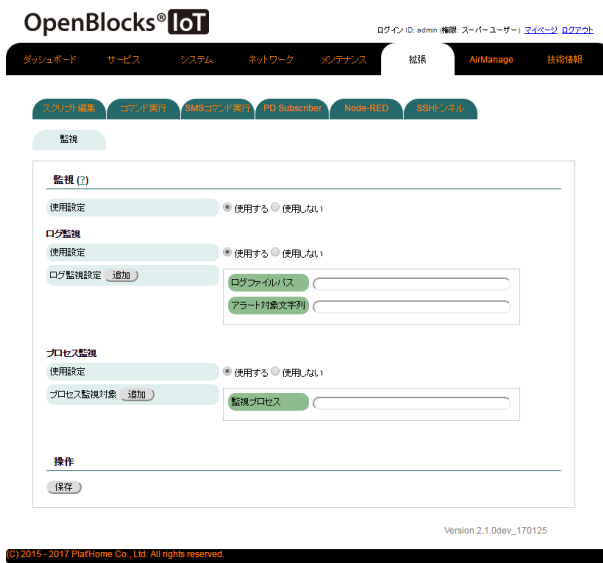 OpenBlocks® IoT
ログイン ID: admin (権限: スーパーユーザー) マイページ ログアウト
ダッシュボード サービス システム ネットワーク メンテナンス 拡張 AirManage 技術情報
スクリプト編集 コマンド実行 SMSコマンド実行 PD Subscriber Node-RED SSHトンネル
監視
監視 (?)
使用設定 使用する 使用しない
ログ監視
使用設定 使用する 使用しない
ログ監視設定 追加
ログファイルパス
アラート対象文字列
プロセス監視
使用設定 使用する 使用しない
プロセス監視対象 追加
監視プロセス
操作
保存
Version 2.1.0dev_170125
(C) 2015 - 2017 Plat'Home Co., Ltd. All rights reserved.